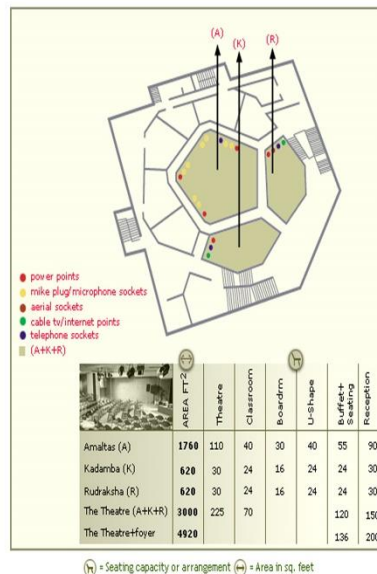 (A)
(K)
(R)
power points
mike plug/microphone sockets
aerial sockets
cable tv/internet points
telephone sockets
(A+K+R)
AREA FT² Theatre Classroom Boardrm U-Shape Buffet+ Seating Reception
Amaltas (A) 1760 110 40 30 40 55 90
Kadamba (K) 620 30 24 16 24 24 30
Rudraksha (R) 620 30 24 16 24 24 30
The Theatre (A+K+R) 3000 225 70 120 150
The Theatre+foyer 4920 136 200
= Seating capacity or arrangement = Area in sq. feet